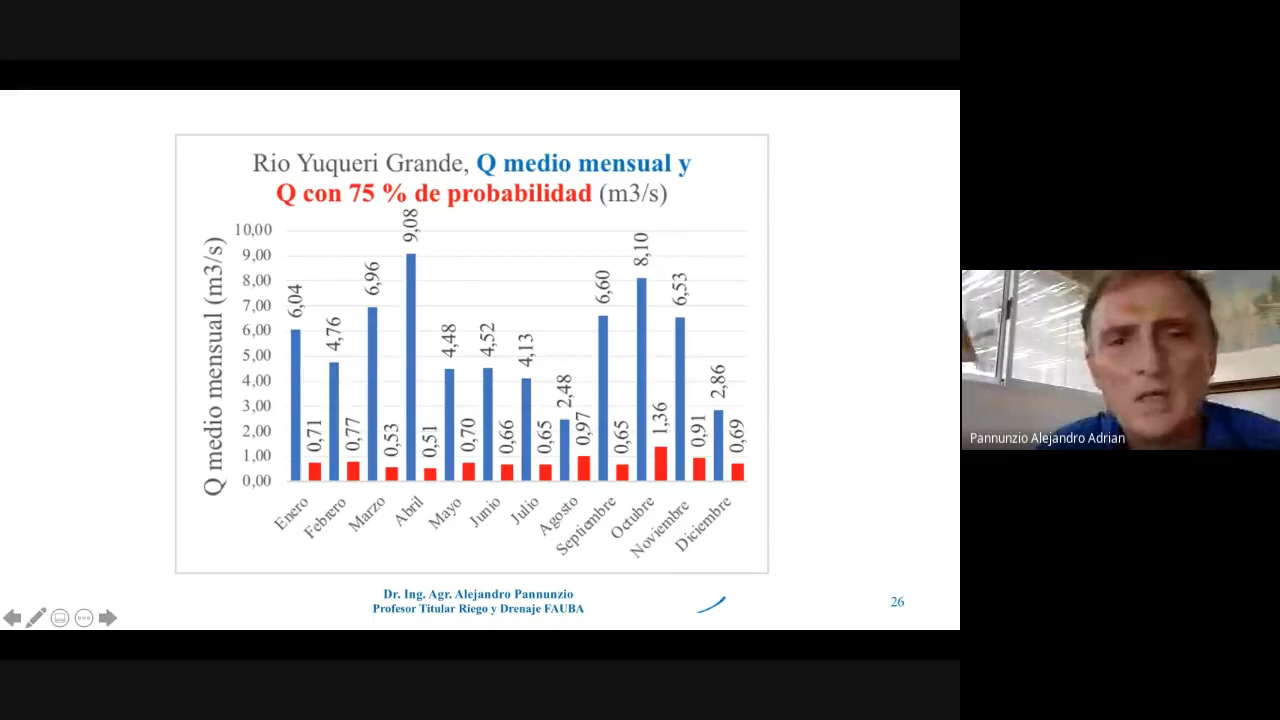 Rio Yuqueri Grande, Q medio mensual y
Q con 75 % de probabilidad (m3/s)
Q medio mensual (m3/s)
10,00
9,00
8,00
7,00
6,00
5,00
4,00
3,00
2,00
1,00
0,00
6,04
0,71
4,76
0,77
6,96
0,53
9,08
0,51
4,48
0,70
4,52
0,66
4,13
0,65
2,48
0,97
6,60
0,65
8,10
1,36
6,53
0,91
2,86
0,69
Enero
Febrero
Marzo
Abril
Mayo
Junio
Julio
Agosto
Septiembre
Octubre
Noviembre
Diciembre
Dr. Ing. Agr. Alejandro Pannunzio
Profesor Titular Riego y Drenaje FAUBA
26
Pannunzio Alejandro Adrian